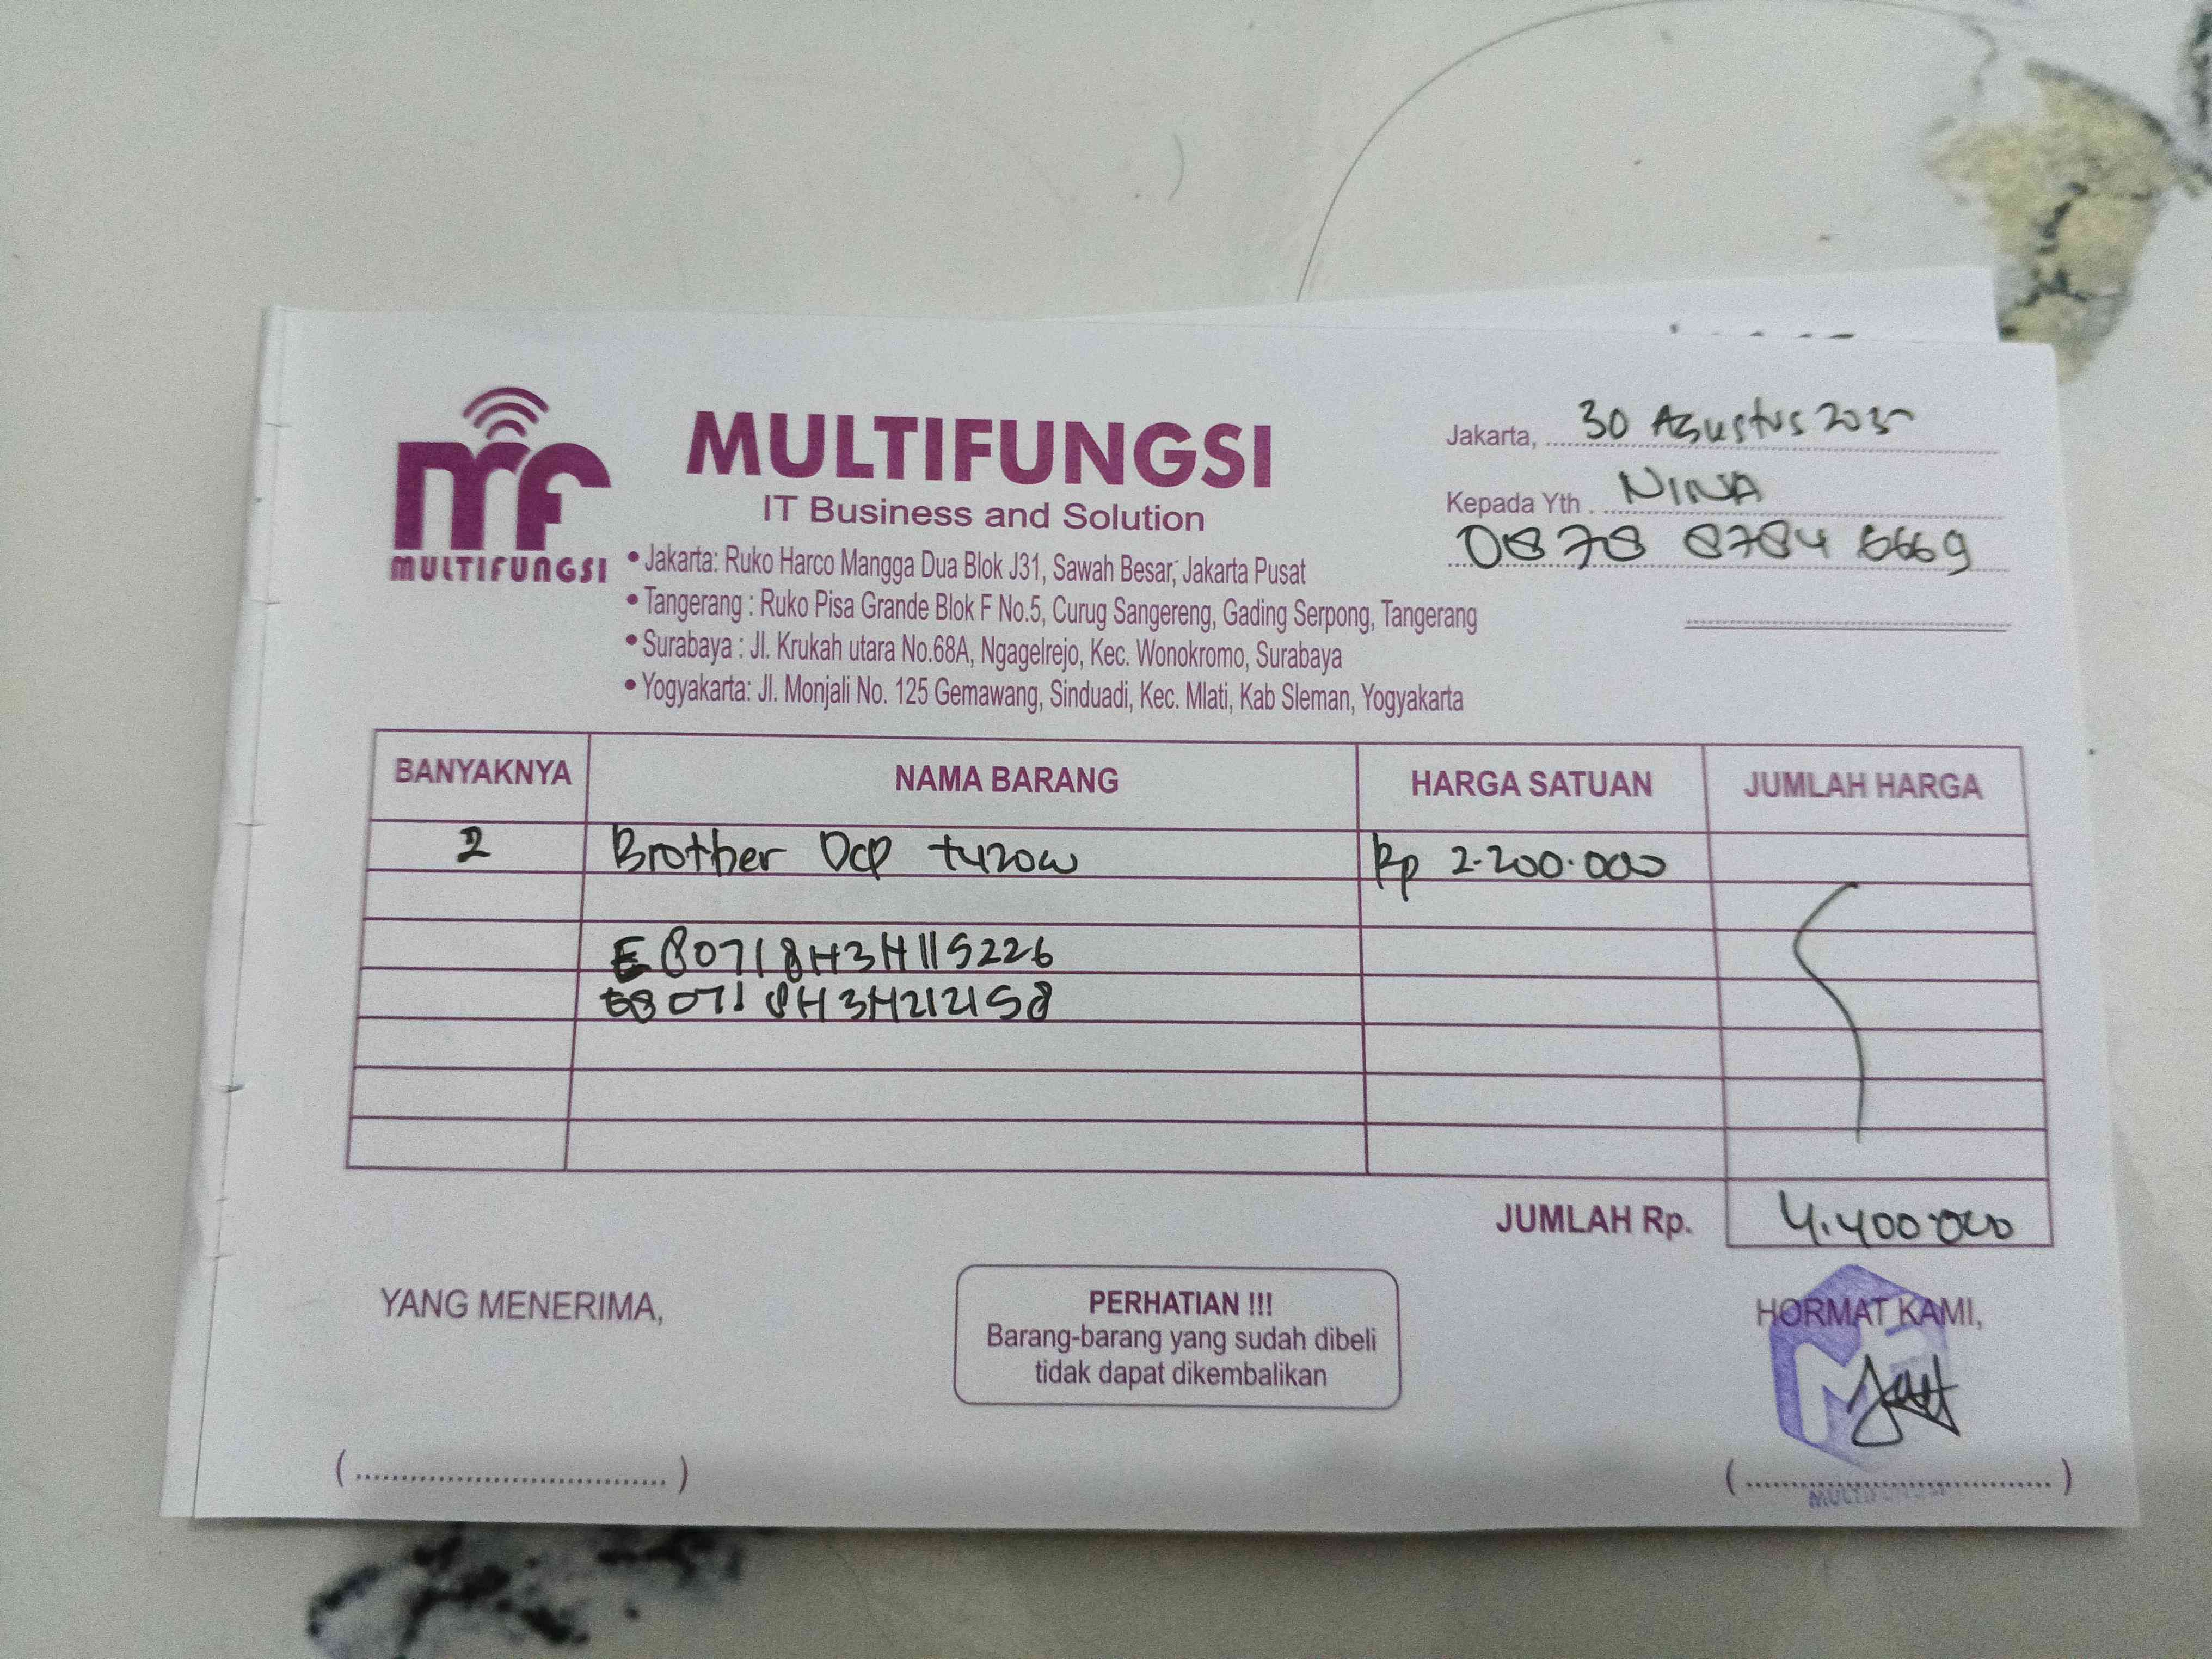 mf
MULTIFUNGSI
MULTIFUNGSI
IT Business and Solution
• Jakarta: Ruko Harco Mangga Dua Blok J31, Sawah Besar, Jakarta Pusat
• Tangerang : Ruko Pisa Grande Blok F No.5, Curug Sangereng, Gading Serpong, Tangerang
• Surabaya : Jl. Krukah utara No.68A, Ngagelrejo, Kec. Wonokromo, Surabaya
• Yogyakarta: Jl. Monjali No. 125 Gemawang, Sinduadi, Kec. Mlati, Kab Sleman, Yogyakarta
Jakarta, 30 Agustus 2025
Kepada Yth . NINA
0878 8784 6669
BANYAKNYA NAMA BARANG HARGA SATUAN JUMLAH HARGA
2 Brother Dcp t420w Rp 2.200.000
E80718H3H115226
E80718H3H212158
JUMLAH Rp. 4.400.000
YANG MENERIMA,
PERHATIAN !!!
Barang-barang yang sudah dibeli
tidak dapat dikembalikan
HORMAT KAMI,
(..................................)
(..................................)